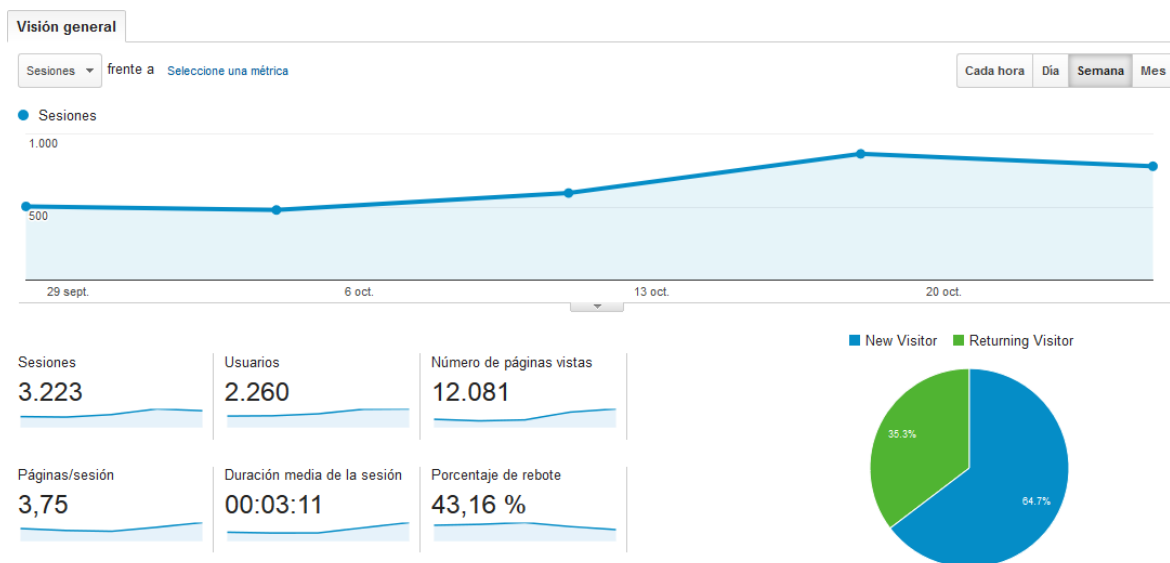 Visión general
Sesiones frente a Seleccione una métrica
Cada hora Día Semana Mes
Sesiones
1.000
500
29 sept. 6 oct. 13 oct. 20 oct.
New Visitor Returning Visitor
Sesiones Usuarios Número de páginas vistas
3.223 2.260 12.081
Páginas/sesión Duración media de la sesión Porcentaje de rebote
3,75 00:03:11 43,16 %
35.3%
64.7%